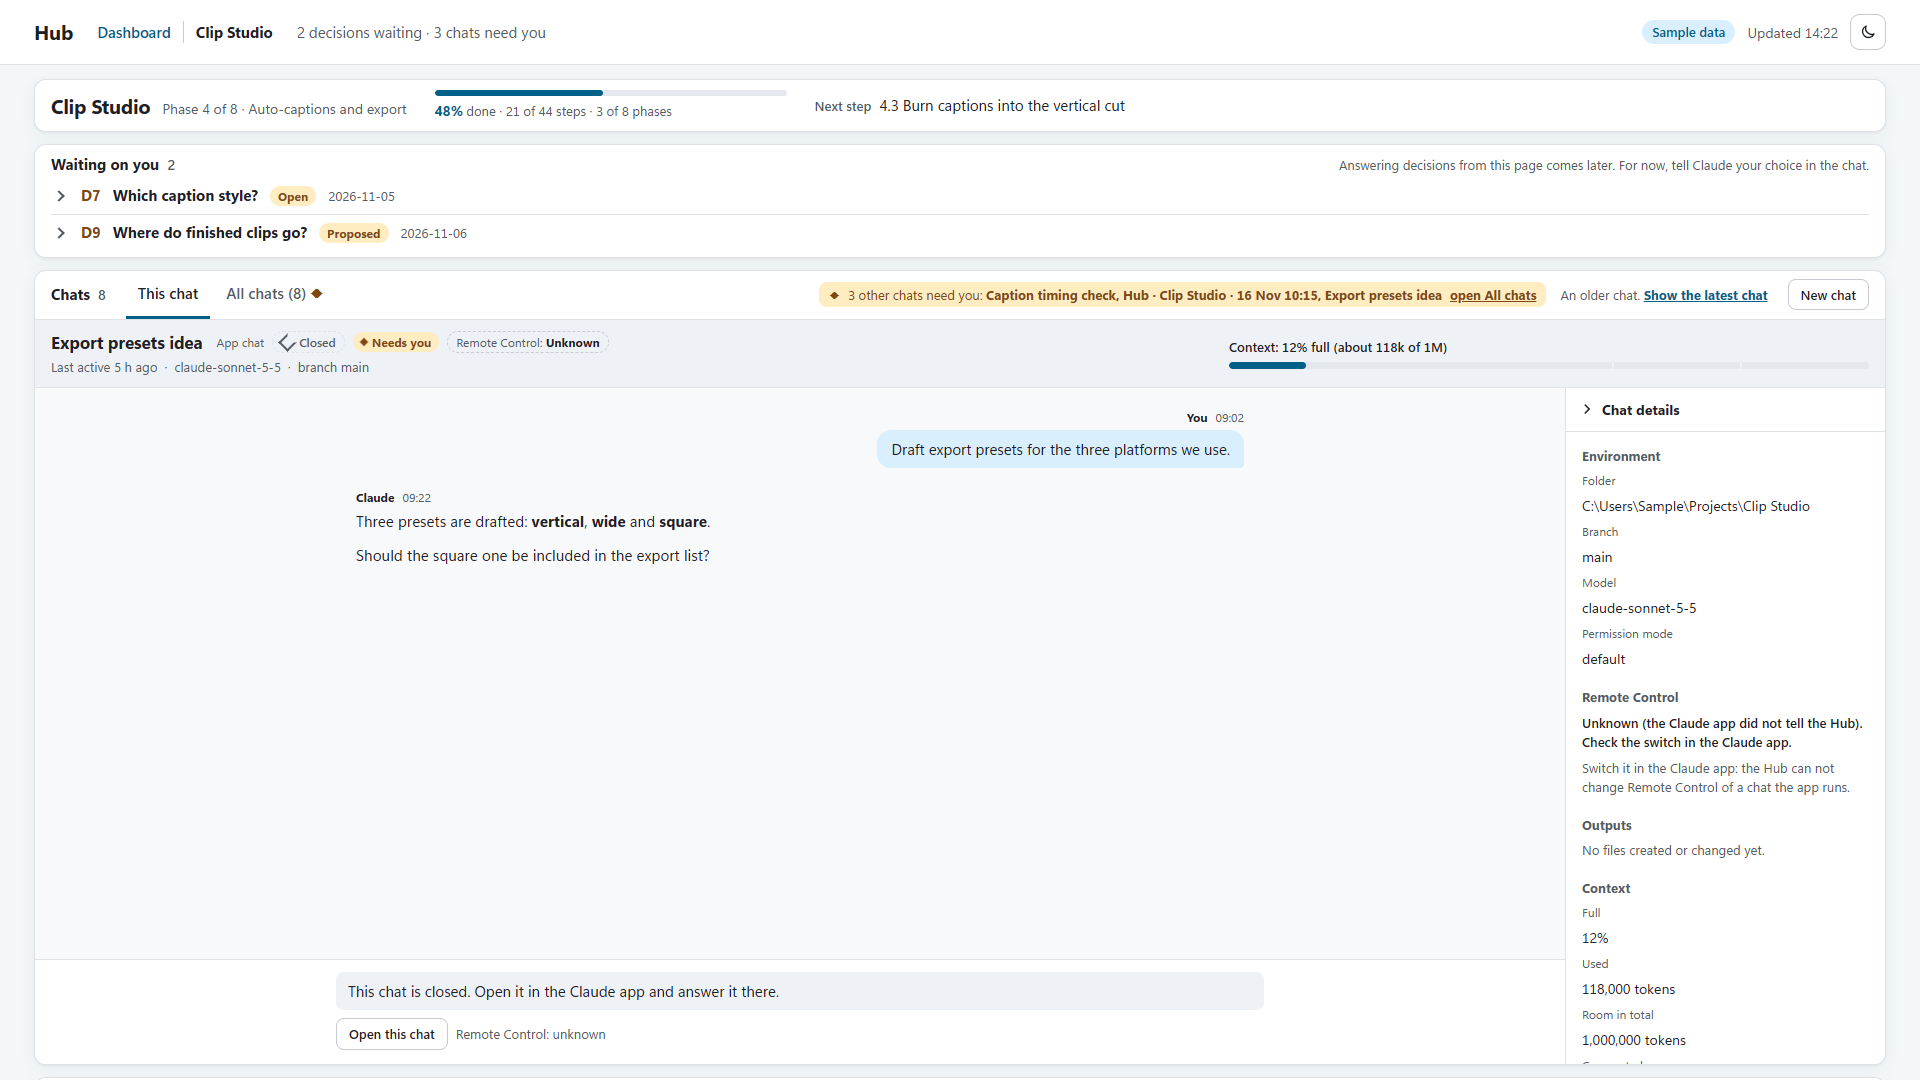 Hub Dashboard Clip Studio 2 decisions waiting · 3 chats need you Sample data Updated 14:22
Clip Studio Phase 4 of 8 · Auto-captions and export
48% done · 21 of 44 steps · 3 of 8 phases
Next step 4.3 Burn captions into the vertical cut
Waiting on you 2
Answering decisions from this page comes later. For now, tell Claude your choice in the chat.
D7 Which caption style? Open 2026-11-05
D9 Where do finished clips go? Proposed 2026-11-06
Chats 8 This chat All chats (8)
3 other chats need you: Caption timing check, Hub · Clip Studio · 16 Nov 10:15, Export presets idea open All chats
An older chat. Show the latest chat
New chat
Export presets idea App chat Closed Needs you Remote Control: Unknown
Last active 5 h ago · claude-sonnet-5-5 · branch main
Context: 12% full (about 118k of 1M)
You 09:02
Draft export presets for the three platforms we use.
Claude 09:22
Three presets are drafted: vertical, wide and square.
Should the square one be included in the export list?
This chat is closed. Open it in the Claude app and answer it there.
Open this chat Remote Control: unknown
Chat details
Environment
Folder
C:\Users\Sample\Projects\Clip Studio
Branch
main
Model
claude-sonnet-5-5
Permission mode
default
Remote Control
Unknown (the Claude app did not tell the Hub).
Check the switch in the Claude app.
Switch it in the Claude app: the Hub can not
change Remote Control of a chat the app runs.
Outputs
No files created or changed yet.
Context
Full
12%
Used
118,000 tokens
Room in total
1,000,000 tokens